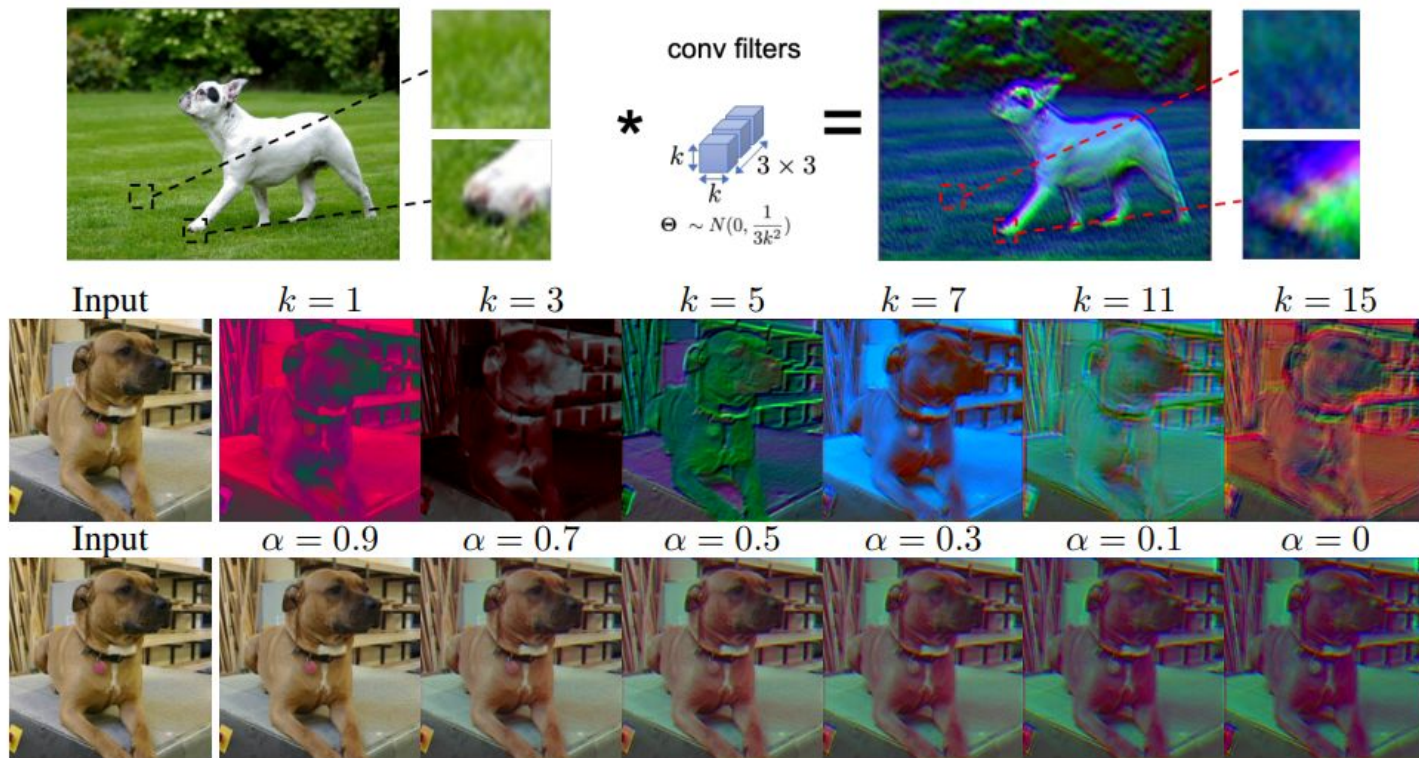 conv filters
* =
k
3 × 3
k
Θ ~ N(0, 1/3k²)
Input k = 1 k = 3 k = 5 k = 7 k = 11 k = 15
Input α = 0.9 α = 0.7 α = 0.5 α = 0.3 α = 0.1 α = 0